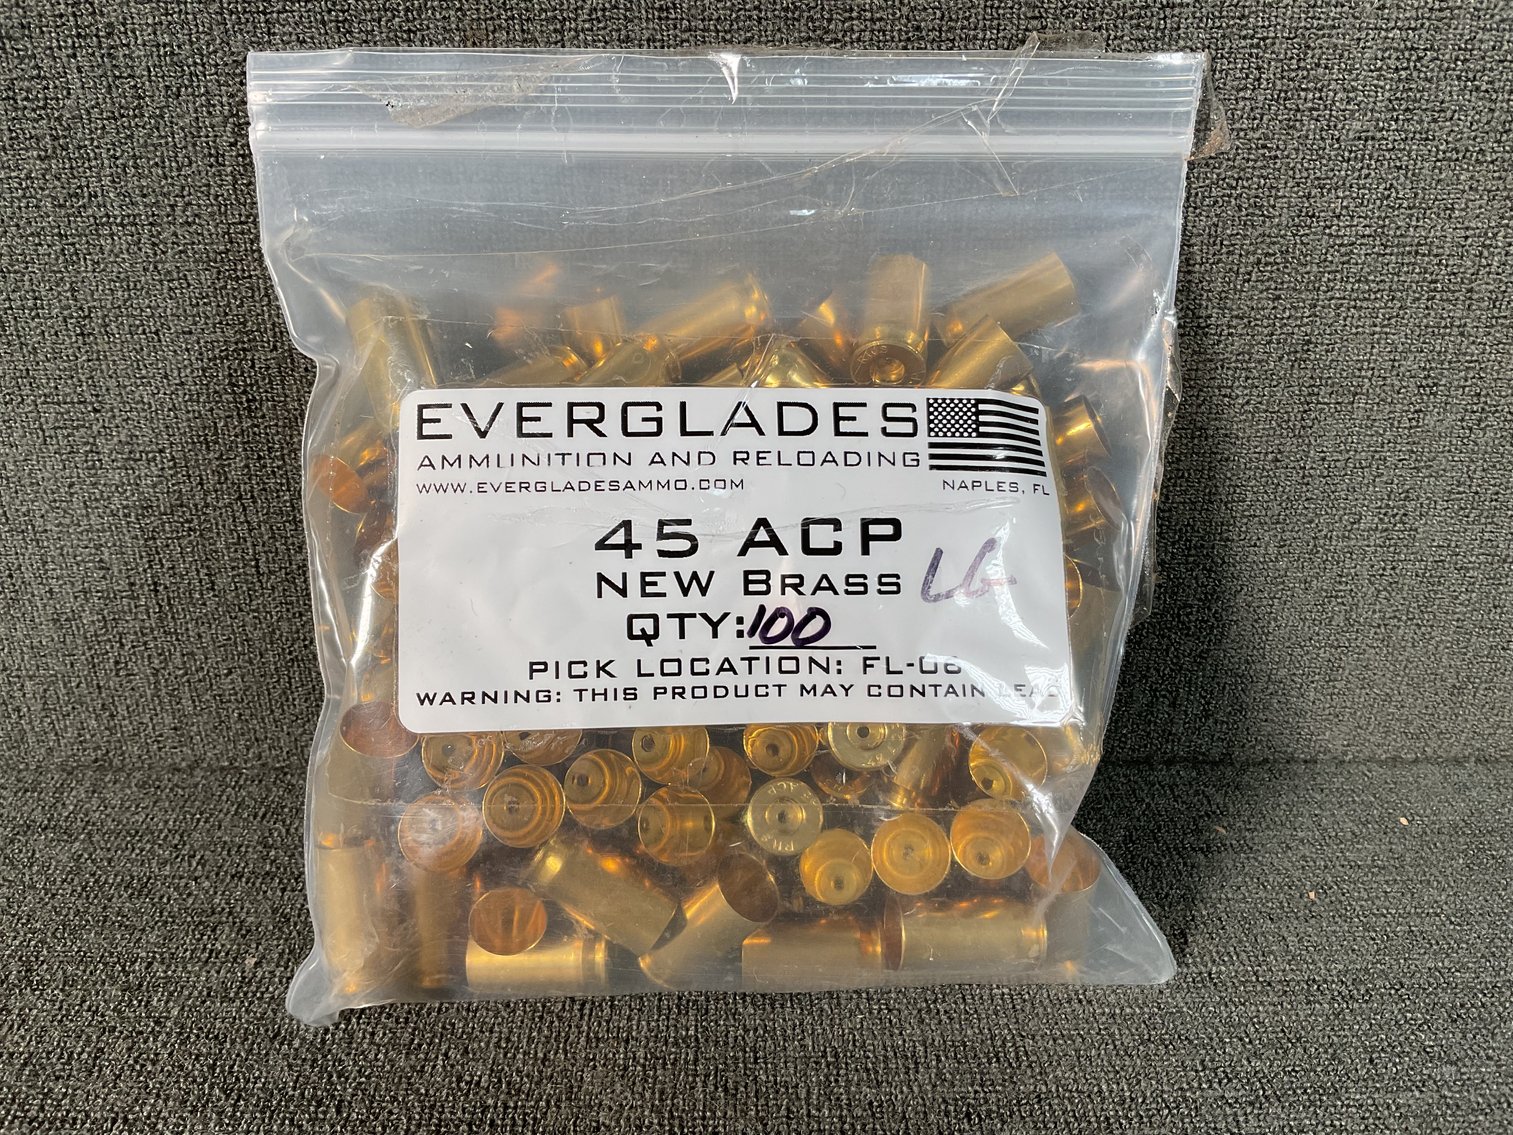 EVERGLADES
AMMUNITION AND RELOADING
WWW.EVERGLADESAMMO.COM
NAPLES, FL
45 ACP
NEW BRASS LG
QTY: 100
PICK LOCATION: FL-06
WARNING: THIS PRODUCT MAY CONTAIN LEAD
ACP